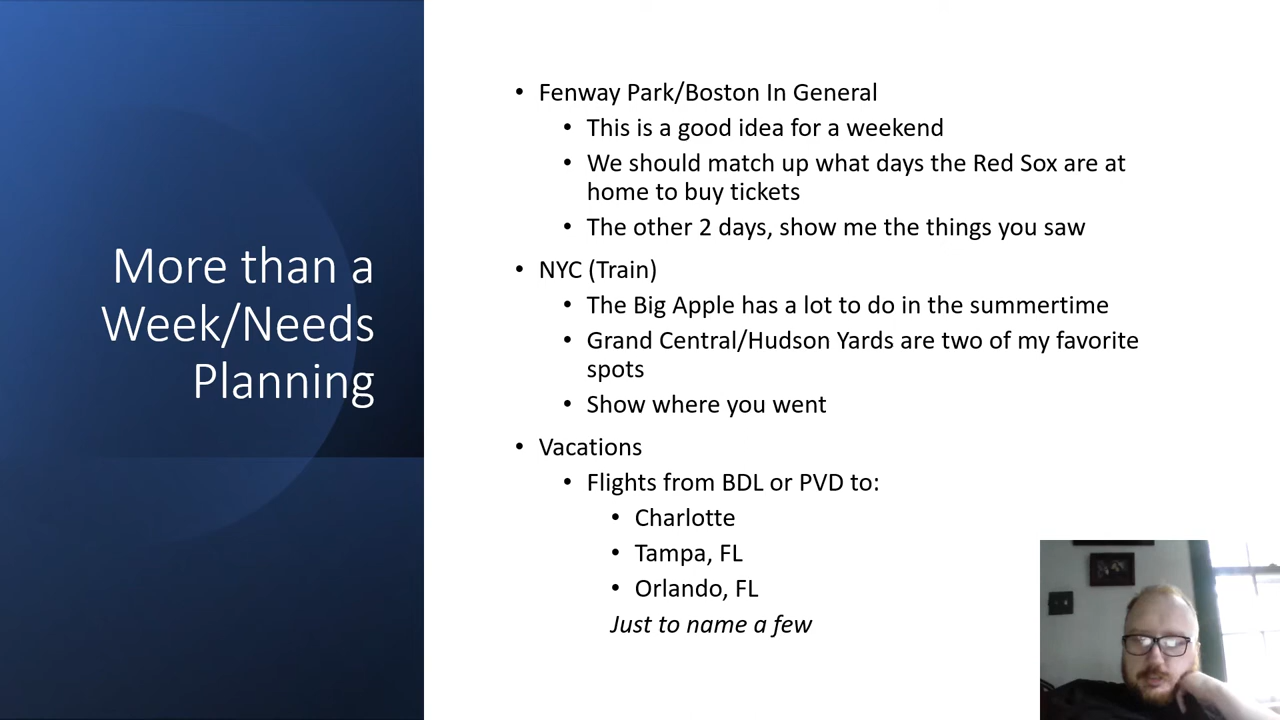 More than a
Week/Needs
Planning
• Fenway Park/Boston In General
• This is a good idea for a weekend
• We should match up what days the Red Sox are at
home to buy tickets
• The other 2 days, show me the things you saw
• NYC (Train)
• The Big Apple has a lot to do in the summertime
• Grand Central/Hudson Yards are two of my favorite
spots
• Show where you went
• Vacations
• Flights from BDL or PVD to:
• Charlotte
• Tampa, FL
• Orlando, FL
Just to name a few